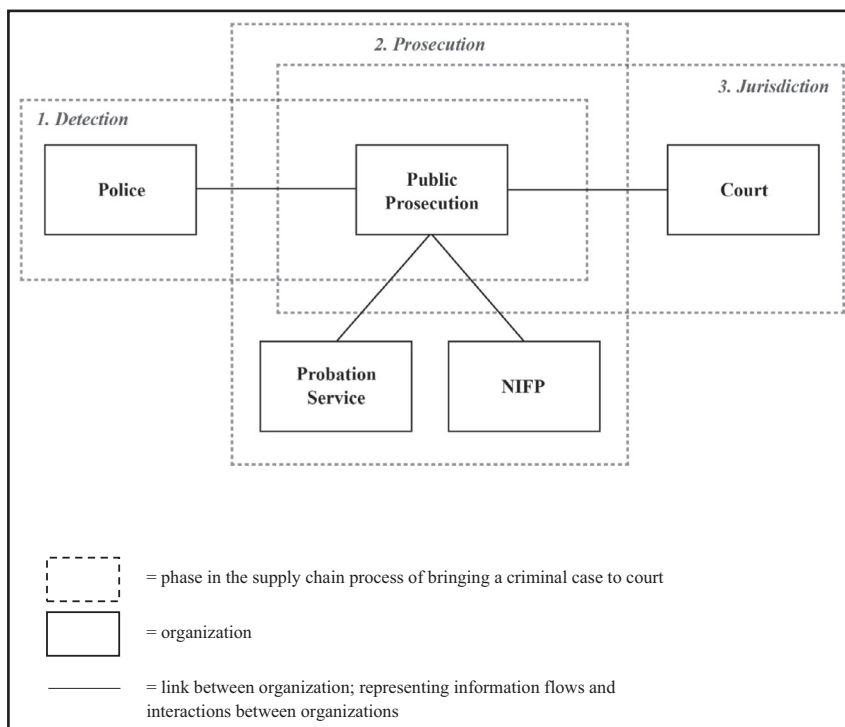 2. Prosecution
3. Jurisdiction
1. Detection
Police
Public
Prosecution
Court
Probation
Service
NIFP
= phase in the supply chain process of bringing a criminal case to court
= organization
= link between organization; representing information flows and
interactions between organizations